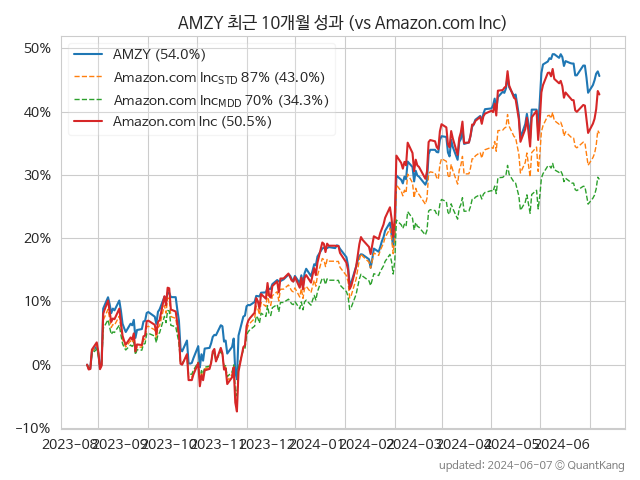 AMZY 최근 10개월 성과 (vs Amazon.com Inc)
50%
40%
30%
20%
10%
0%
−10%
AMZY (54.0%)
Amazon.com IncSTD 87% (43.0%)
Amazon.com IncMDD 70% (34.3%)
Amazon.com Inc (50.5%)
2023-08 2023-09 2023-10 2023-11 2023-12 2024-01 2024-02 2024-03 2024-04 2024-05 2024-06
updated: 2024-06-07 © QuantKang